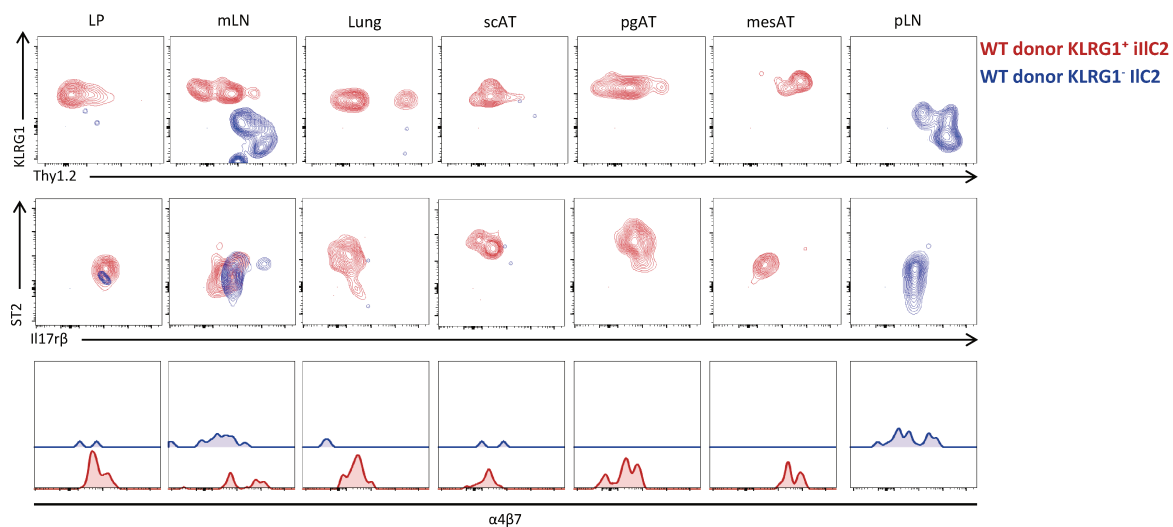 LP mLN Lung scAT pgAT mesAT pLN
WT donor KLRG1⁺ iIlC2
WT donor KLRG1⁻ IlC2
KLRG1
Thy1.2
ST2
Il17rβ
α4β7